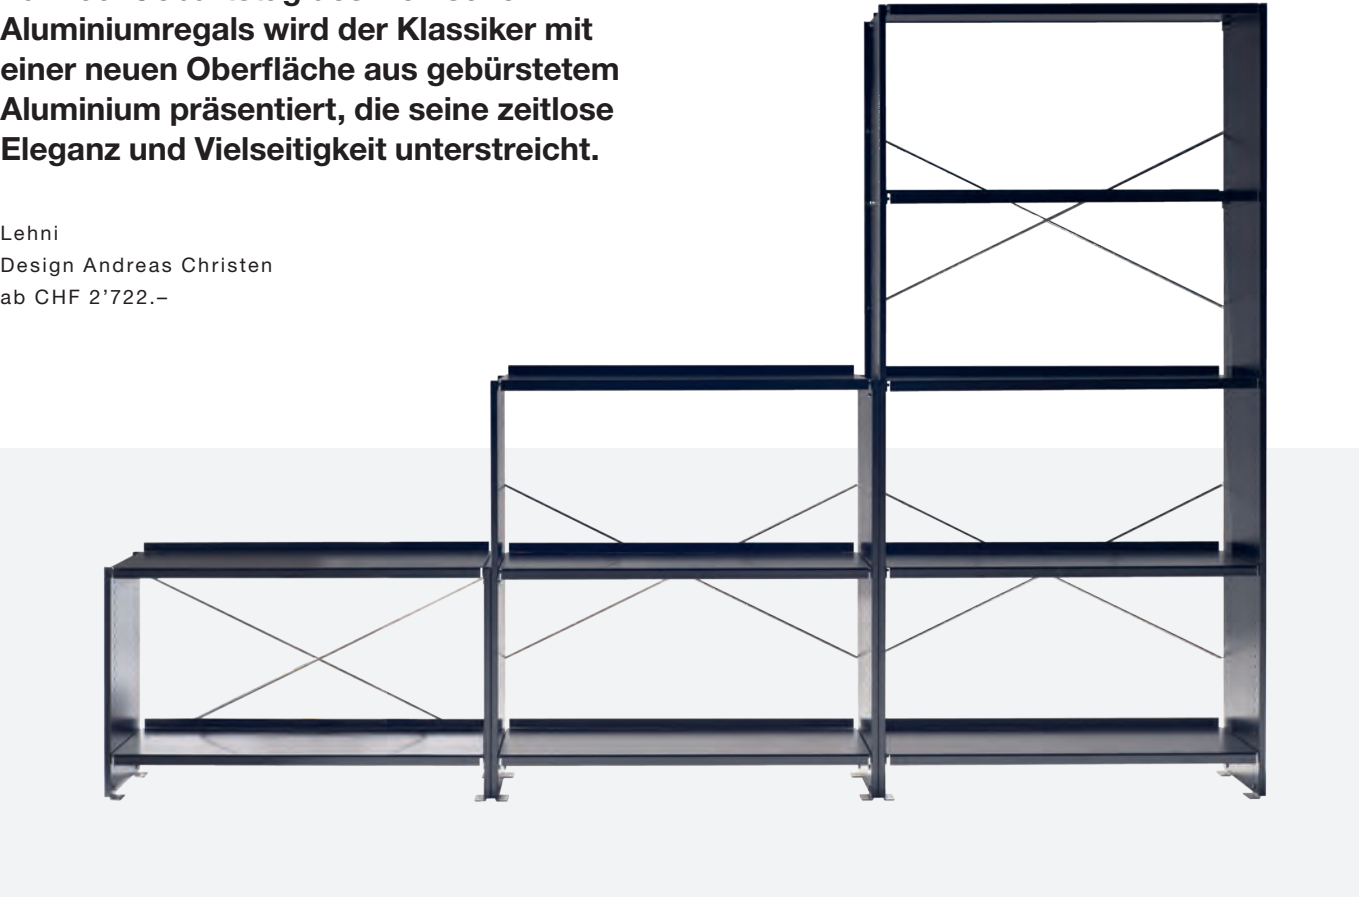 Aluminiumregals wird der Klassiker mit
einer neuen Oberfläche aus gebürstetem
Aluminium präsentiert, die seine zeitlose
Eleganz und Vielseitigkeit unterstreicht.
Lehni
Design Andreas Christen
ab CHF 2’722.–